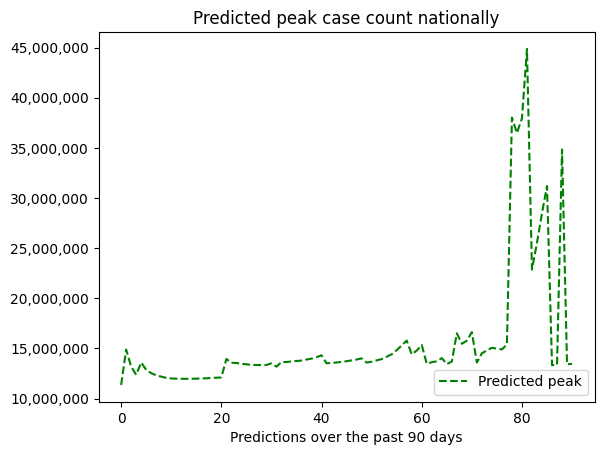 Predicted peak case count nationally
45,000,000
40,000,000
35,000,000
30,000,000
25,000,000
20,000,000
15,000,000
10,000,000
Predicted peak
0 20 40 60 80
Predictions over the past 90 days